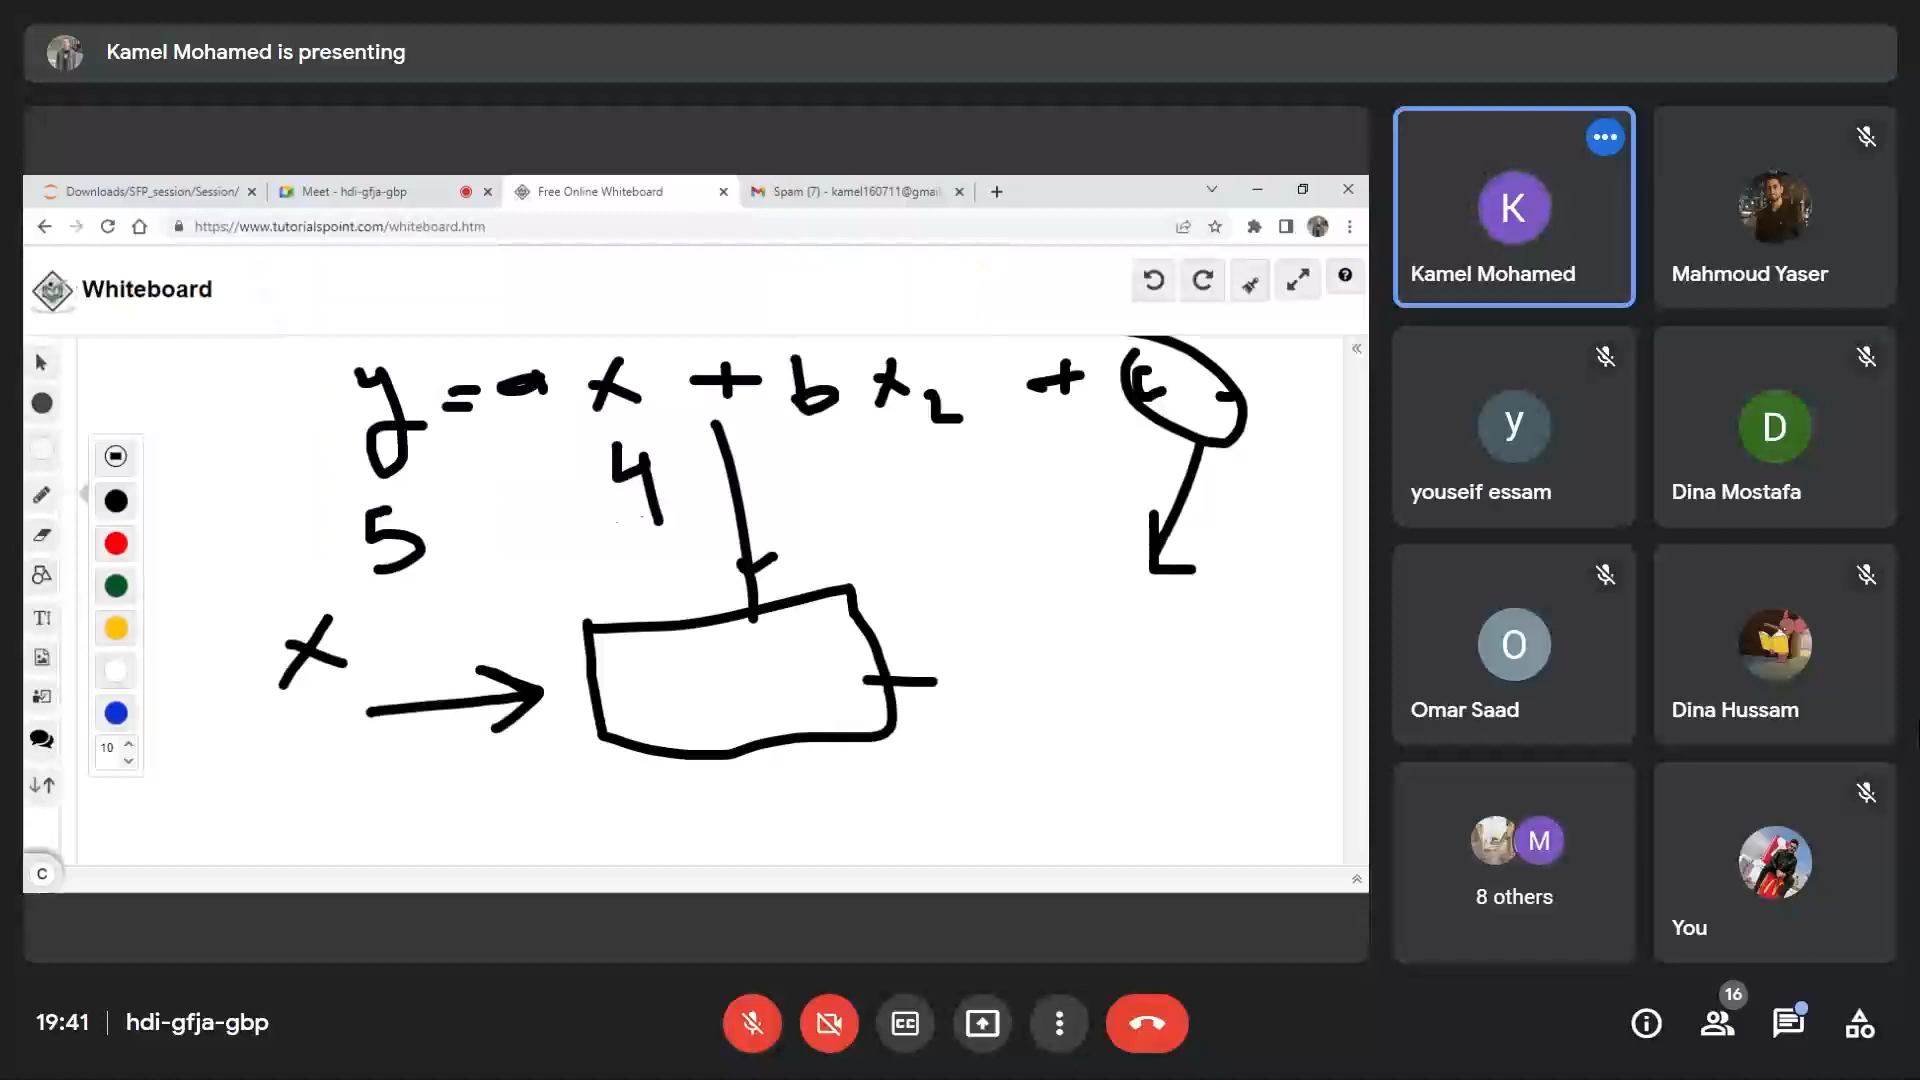 Kamel Mohamed is presenting
Downloads/SFP_session/Session/
Meet - hdi-gfja-gbp
Free Online Whiteboard
Spam (7) - kamel160711@gmai
https://www.tutorialspoint.com/whiteboard.htm
Whiteboard
y = a x + b x2 +
4
5
x
T
10
C
K
Kamel Mohamed
Mahmoud Yaser
y
youseif essam
D
Dina Mostafa
O
Omar Saad
Dina Hussam
M
8 others
You
19:41 | hdi-gfja-gbp
CC
16